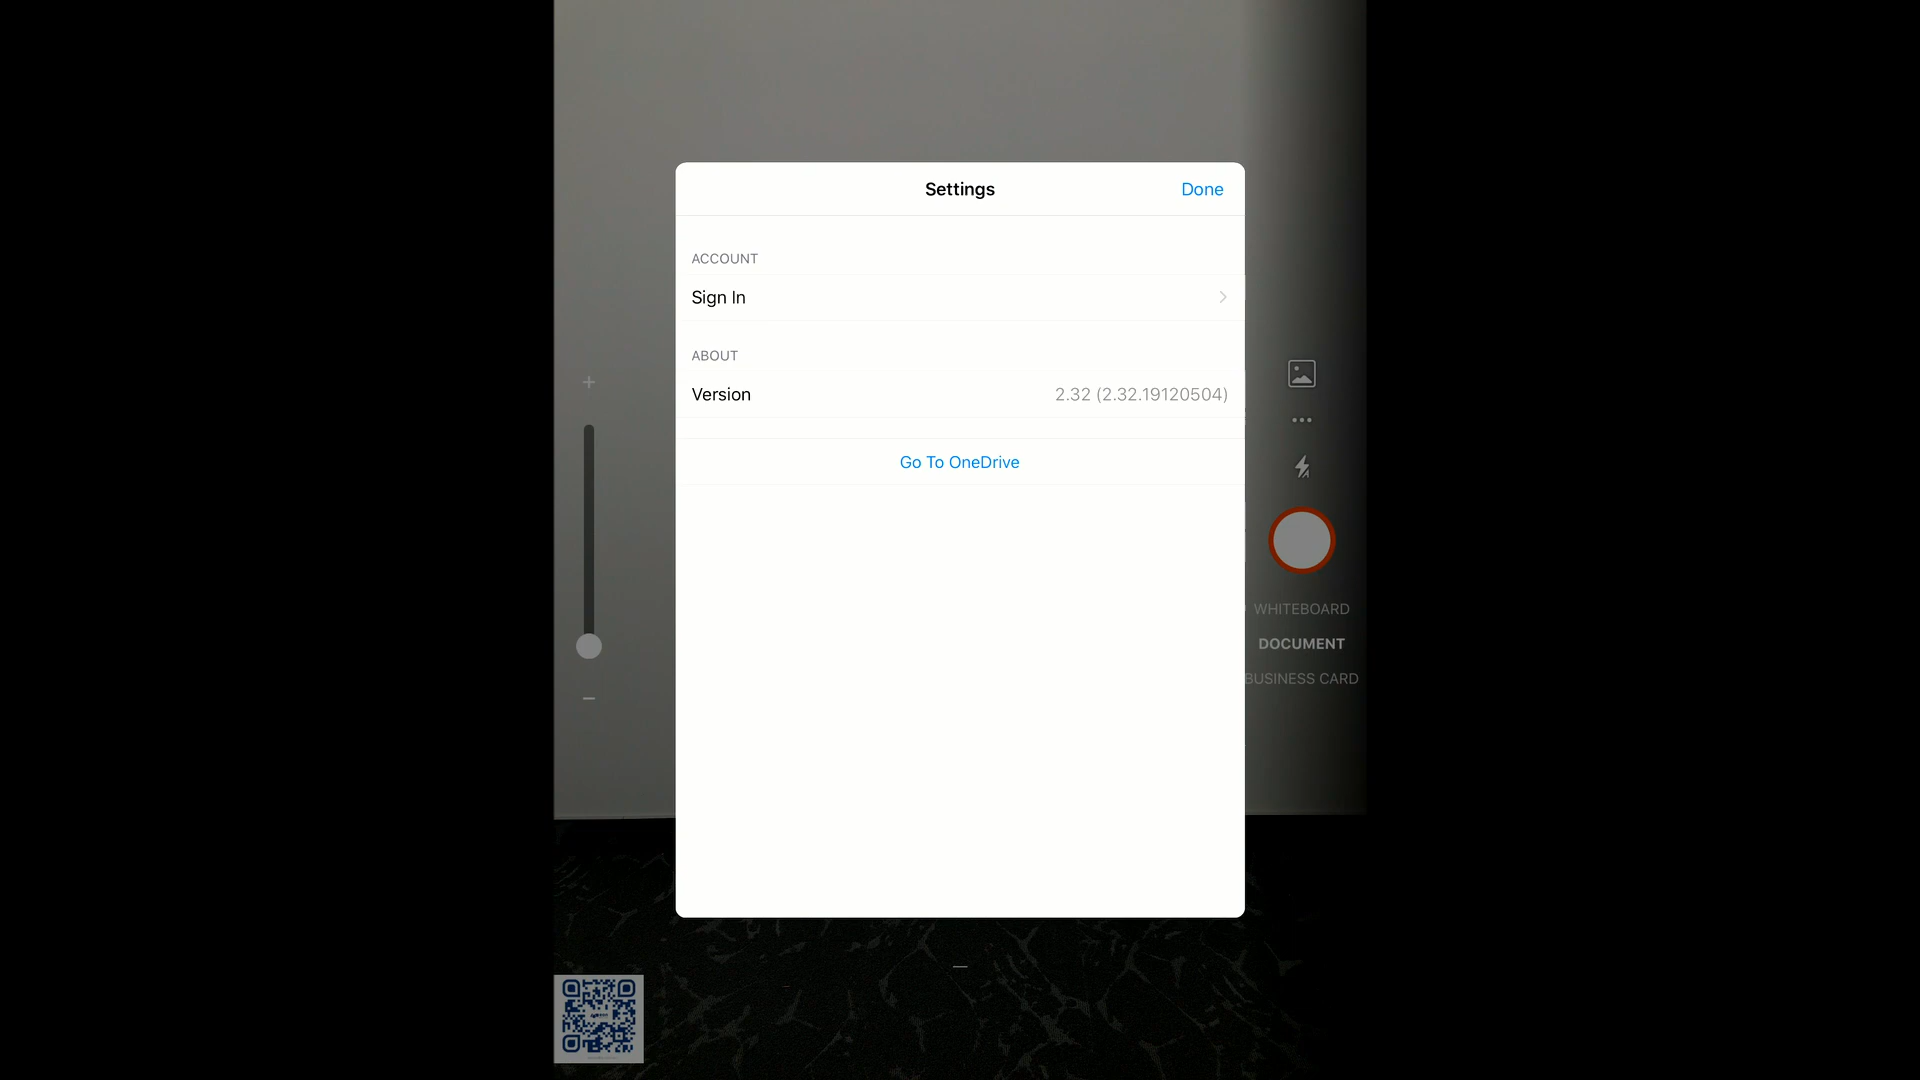 Settings
Done
ACCOUNT
Sign In
ABOUT
Version
2.32 (2.32.19120504)
Go To OneDrive
WHITEBOARD
DOCUMENT
BUSINESS CARD